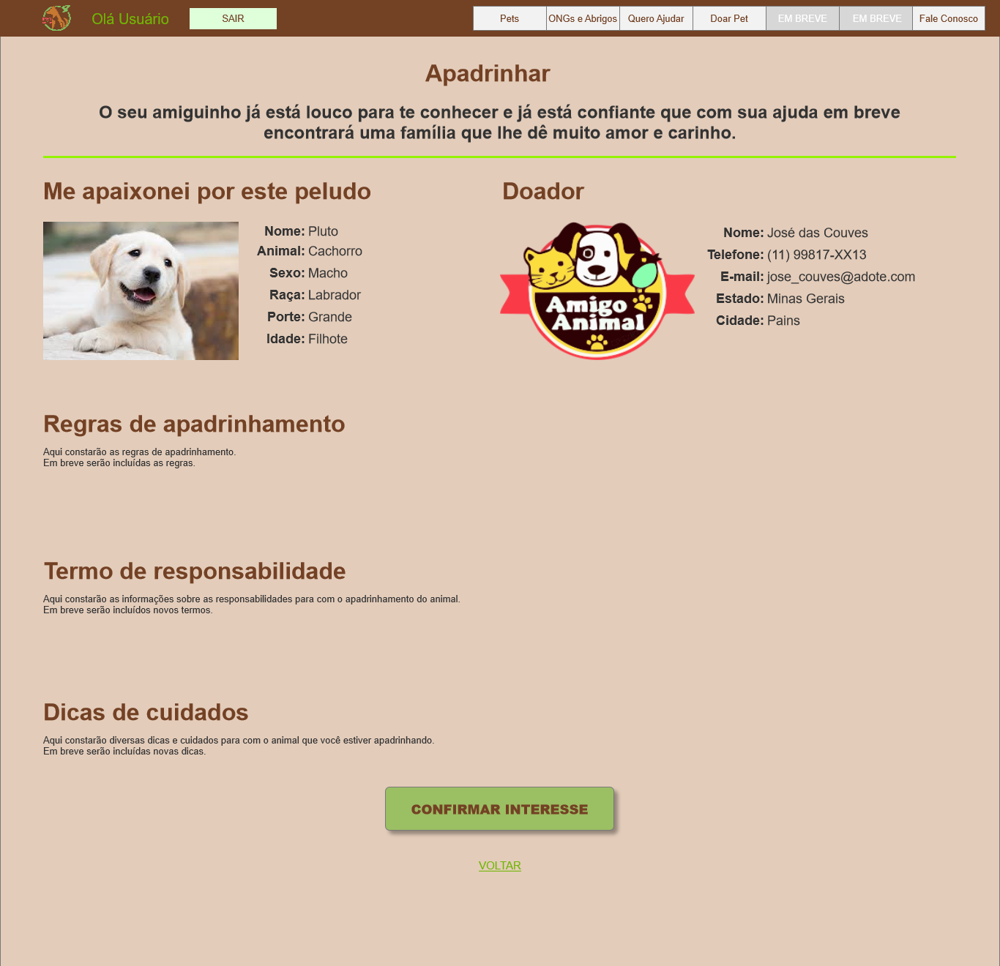 Olá Usuário
SAIR
Pets
ONGs e Abrigos
Quero Ajudar
Doar Pet
EM BREVE
EM BREVE
Fale Conosco
Apadrinhar
O seu amiguinho já está louco para te conhecer e já está confiante que com sua ajuda em breve
encontrará uma família que lhe dê muito amor e carinho.
Me apaixonei por este peludo
Nome: Pluto
Animal: Cachorro
Sexo: Macho
Raça: Labrador
Porte: Grande
Idade: Filhote
Doador
Amigo
Animal
Nome: José das Couves
Telefone: (11) 99817-XX13
E-mail: jose_couves@adote.com
Estado: Minas Gerais
Cidade: Pains
Regras de apadrinhamento
Aqui constarão as regras de apadrinhamento.
Em breve serão incluídas as regras.
Termo de responsabilidade
Aqui constarão as informações sobre as responsabilidades para com o apadrinhamento do animal.
Em breve serão incluídos novos termos.
Dicas de cuidados
Aqui constarão diversas dicas e cuidados para com o animal que você estiver apadrinhando.
Em breve serão incluídas novas dicas.
CONFIRMAR INTERESSE
VOLTAR